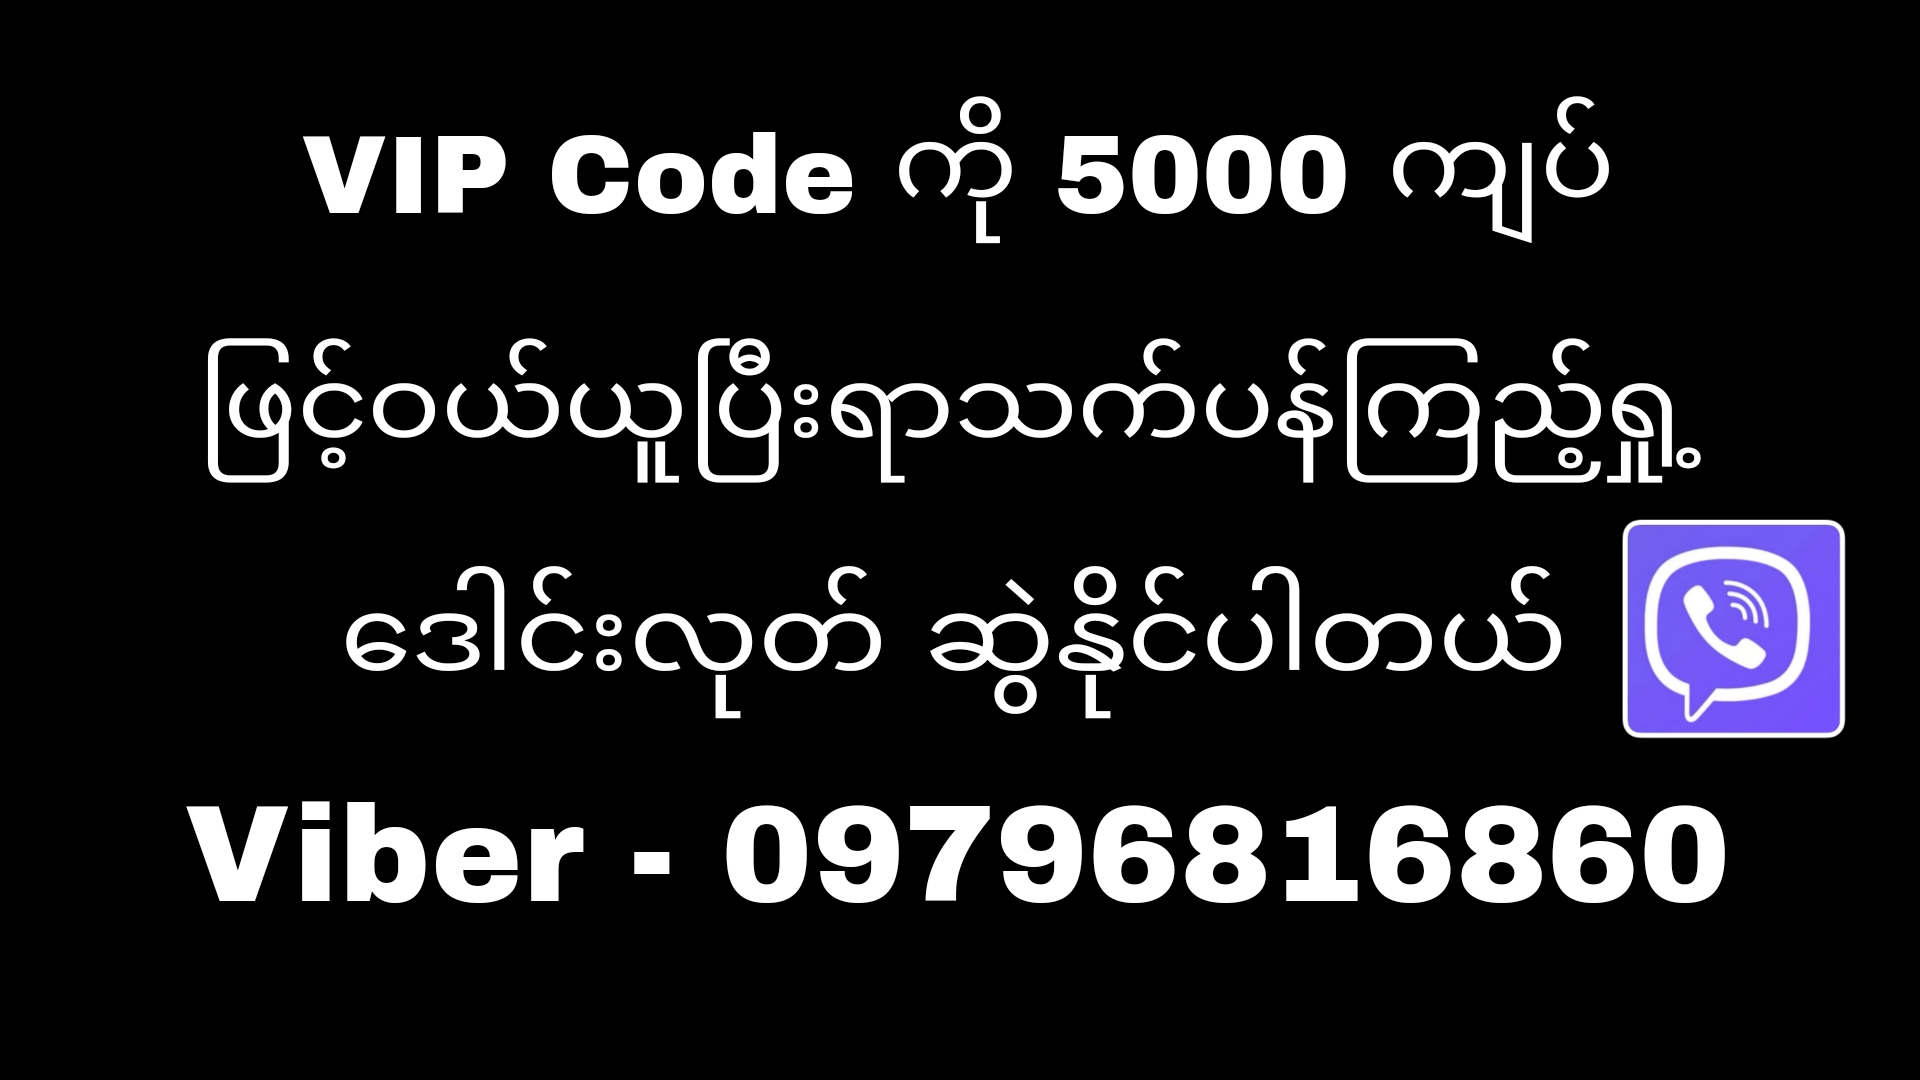 VIP Code ကို 5000 ကျပ်
ဖြင့်ဝယ်ယူပြီးရာသက်ပန်ကြည့်ရှု့
ဒေါင်းလုတ် ဆွဲနိုင်ပါတယ်
Viber - 09796816860